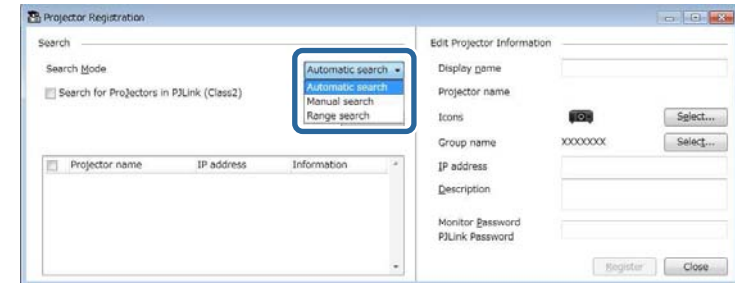 Projector Registration
Search
Search Mode
Automatic search
Automatic search
Manual search
Range search
Search for Projectors in PJLink (Class2)
Projector name IP address Information
Edit Projector Information
Display name
Projector name
Icons Select...
Group name XXXXXXX Select...
IP address
Description
Monitor Password
PJLink Password
Register Close